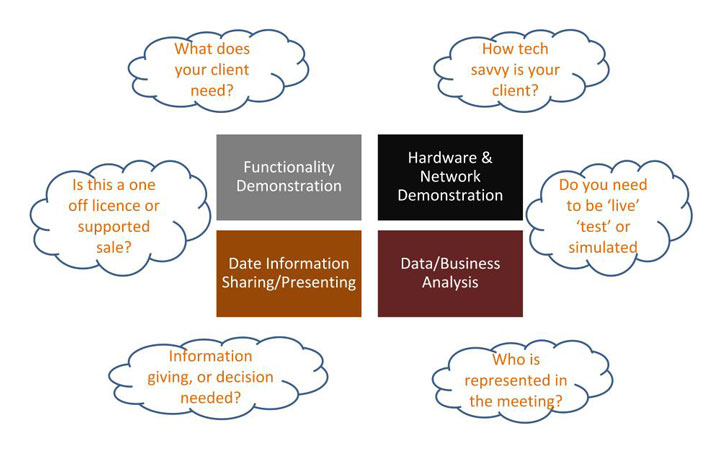 What does
your client
need?
How tech
savvy is your
client?
Functionality
Demonstration
Hardware &
Network
Demonstration
Is this a one
off licence or
supported
sale?
Do you need
to be ‘live’
‘test’ or
simulated
Date Information
Sharing/Presenting
Data/Business
Analysis
Information
giving, or decision
needed?
Who is
represented in
the meeting?